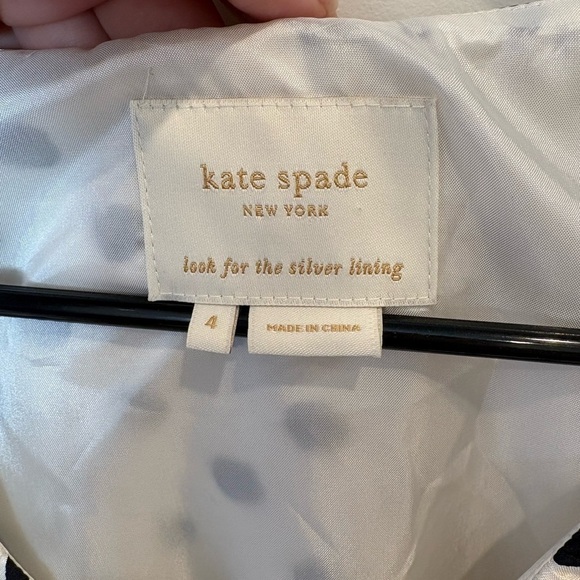 kate spade
NEW YORK
look for the silver lining
4
MADE IN CHINA